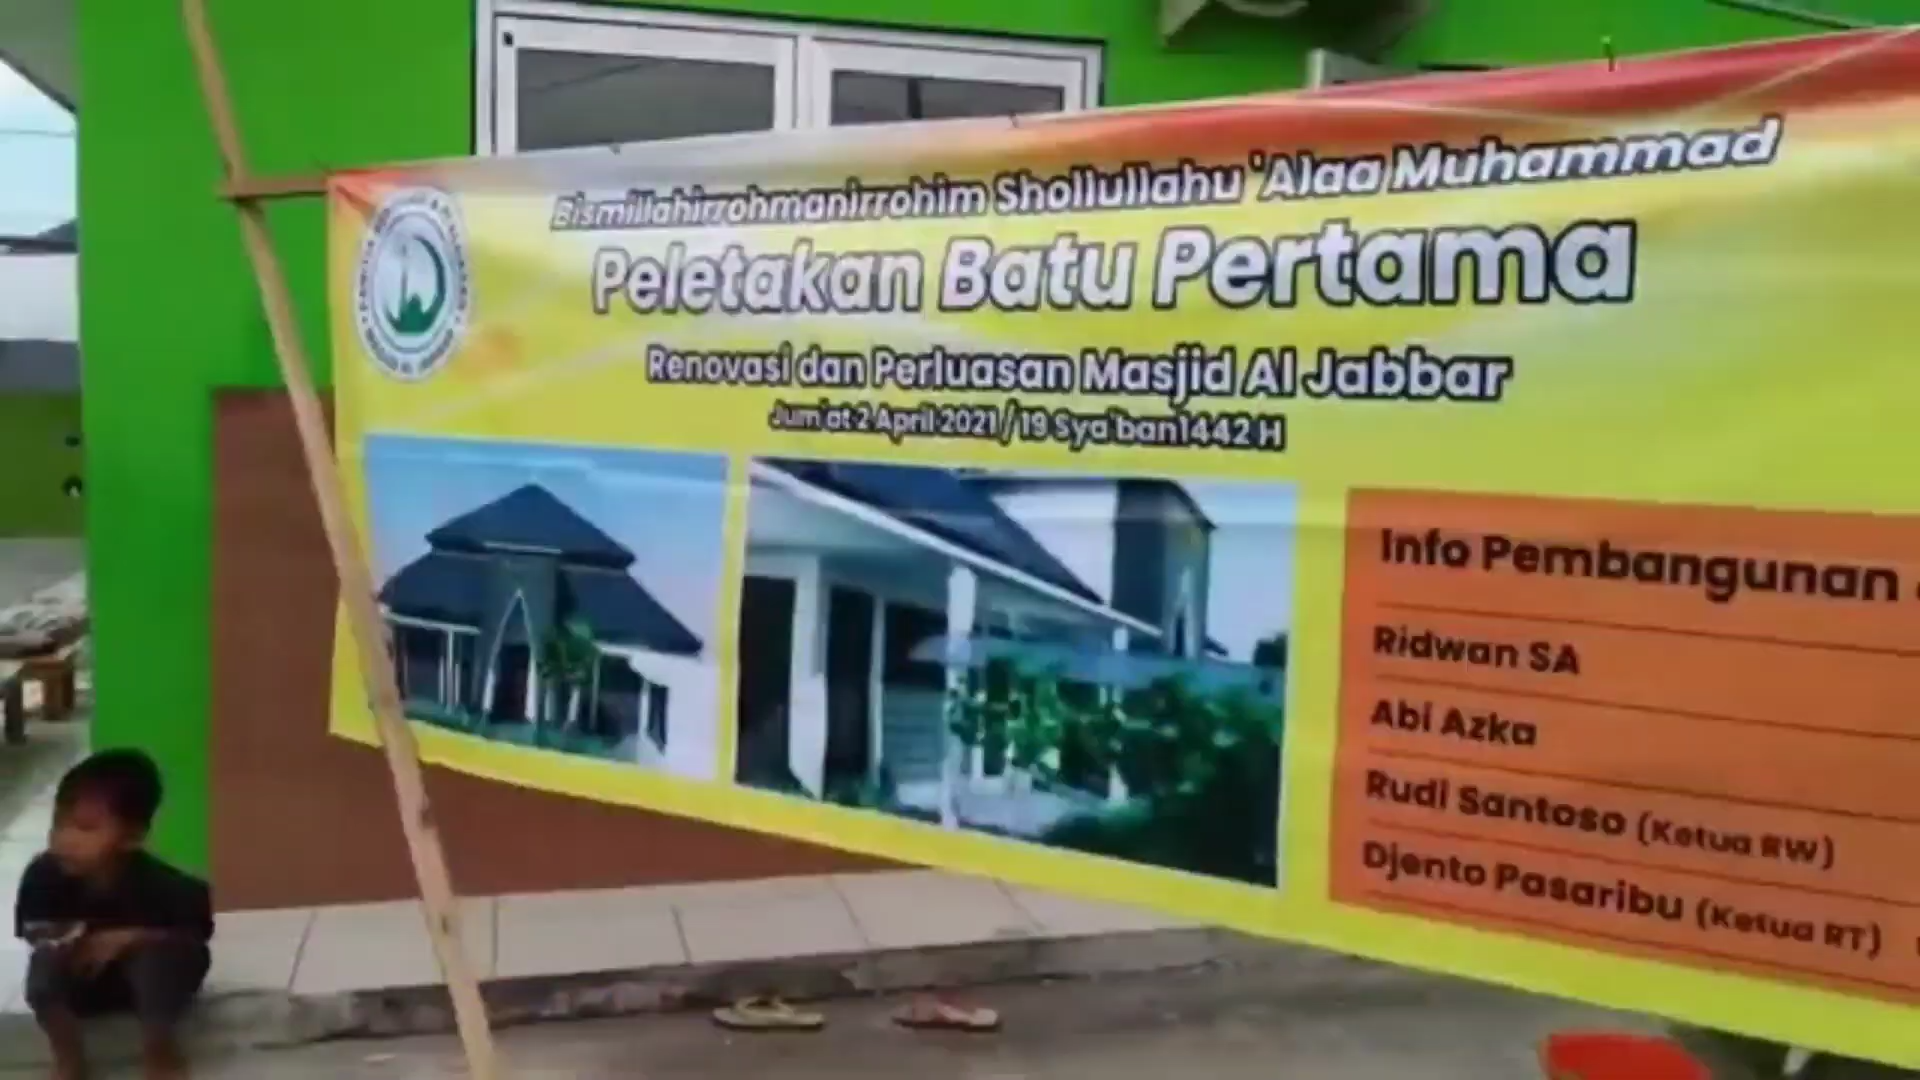 Bismillahirrohmanirrohim Shollullahu 'Alaa Muhammad
Peletakan Batu Pertama
Renovasi dan Perluasan Masjid Al Jabbar
Jum'at 2 April 2021 / 19 Sya'ban 1442 H
Info Pembangunan
Ridwan SA
Abi Azka
Rudi Santoso (Ketua RW)
Djento Pasaribu (Ketua RT)